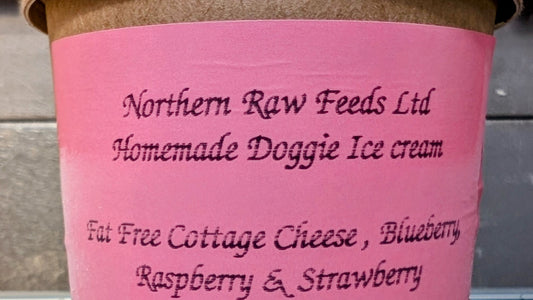 Northern Raw Feeds Ltd
Homemade Doggie Ice cream
Fat Free Cottage Cheese , Blueberry,
Raspberry & Strawberry